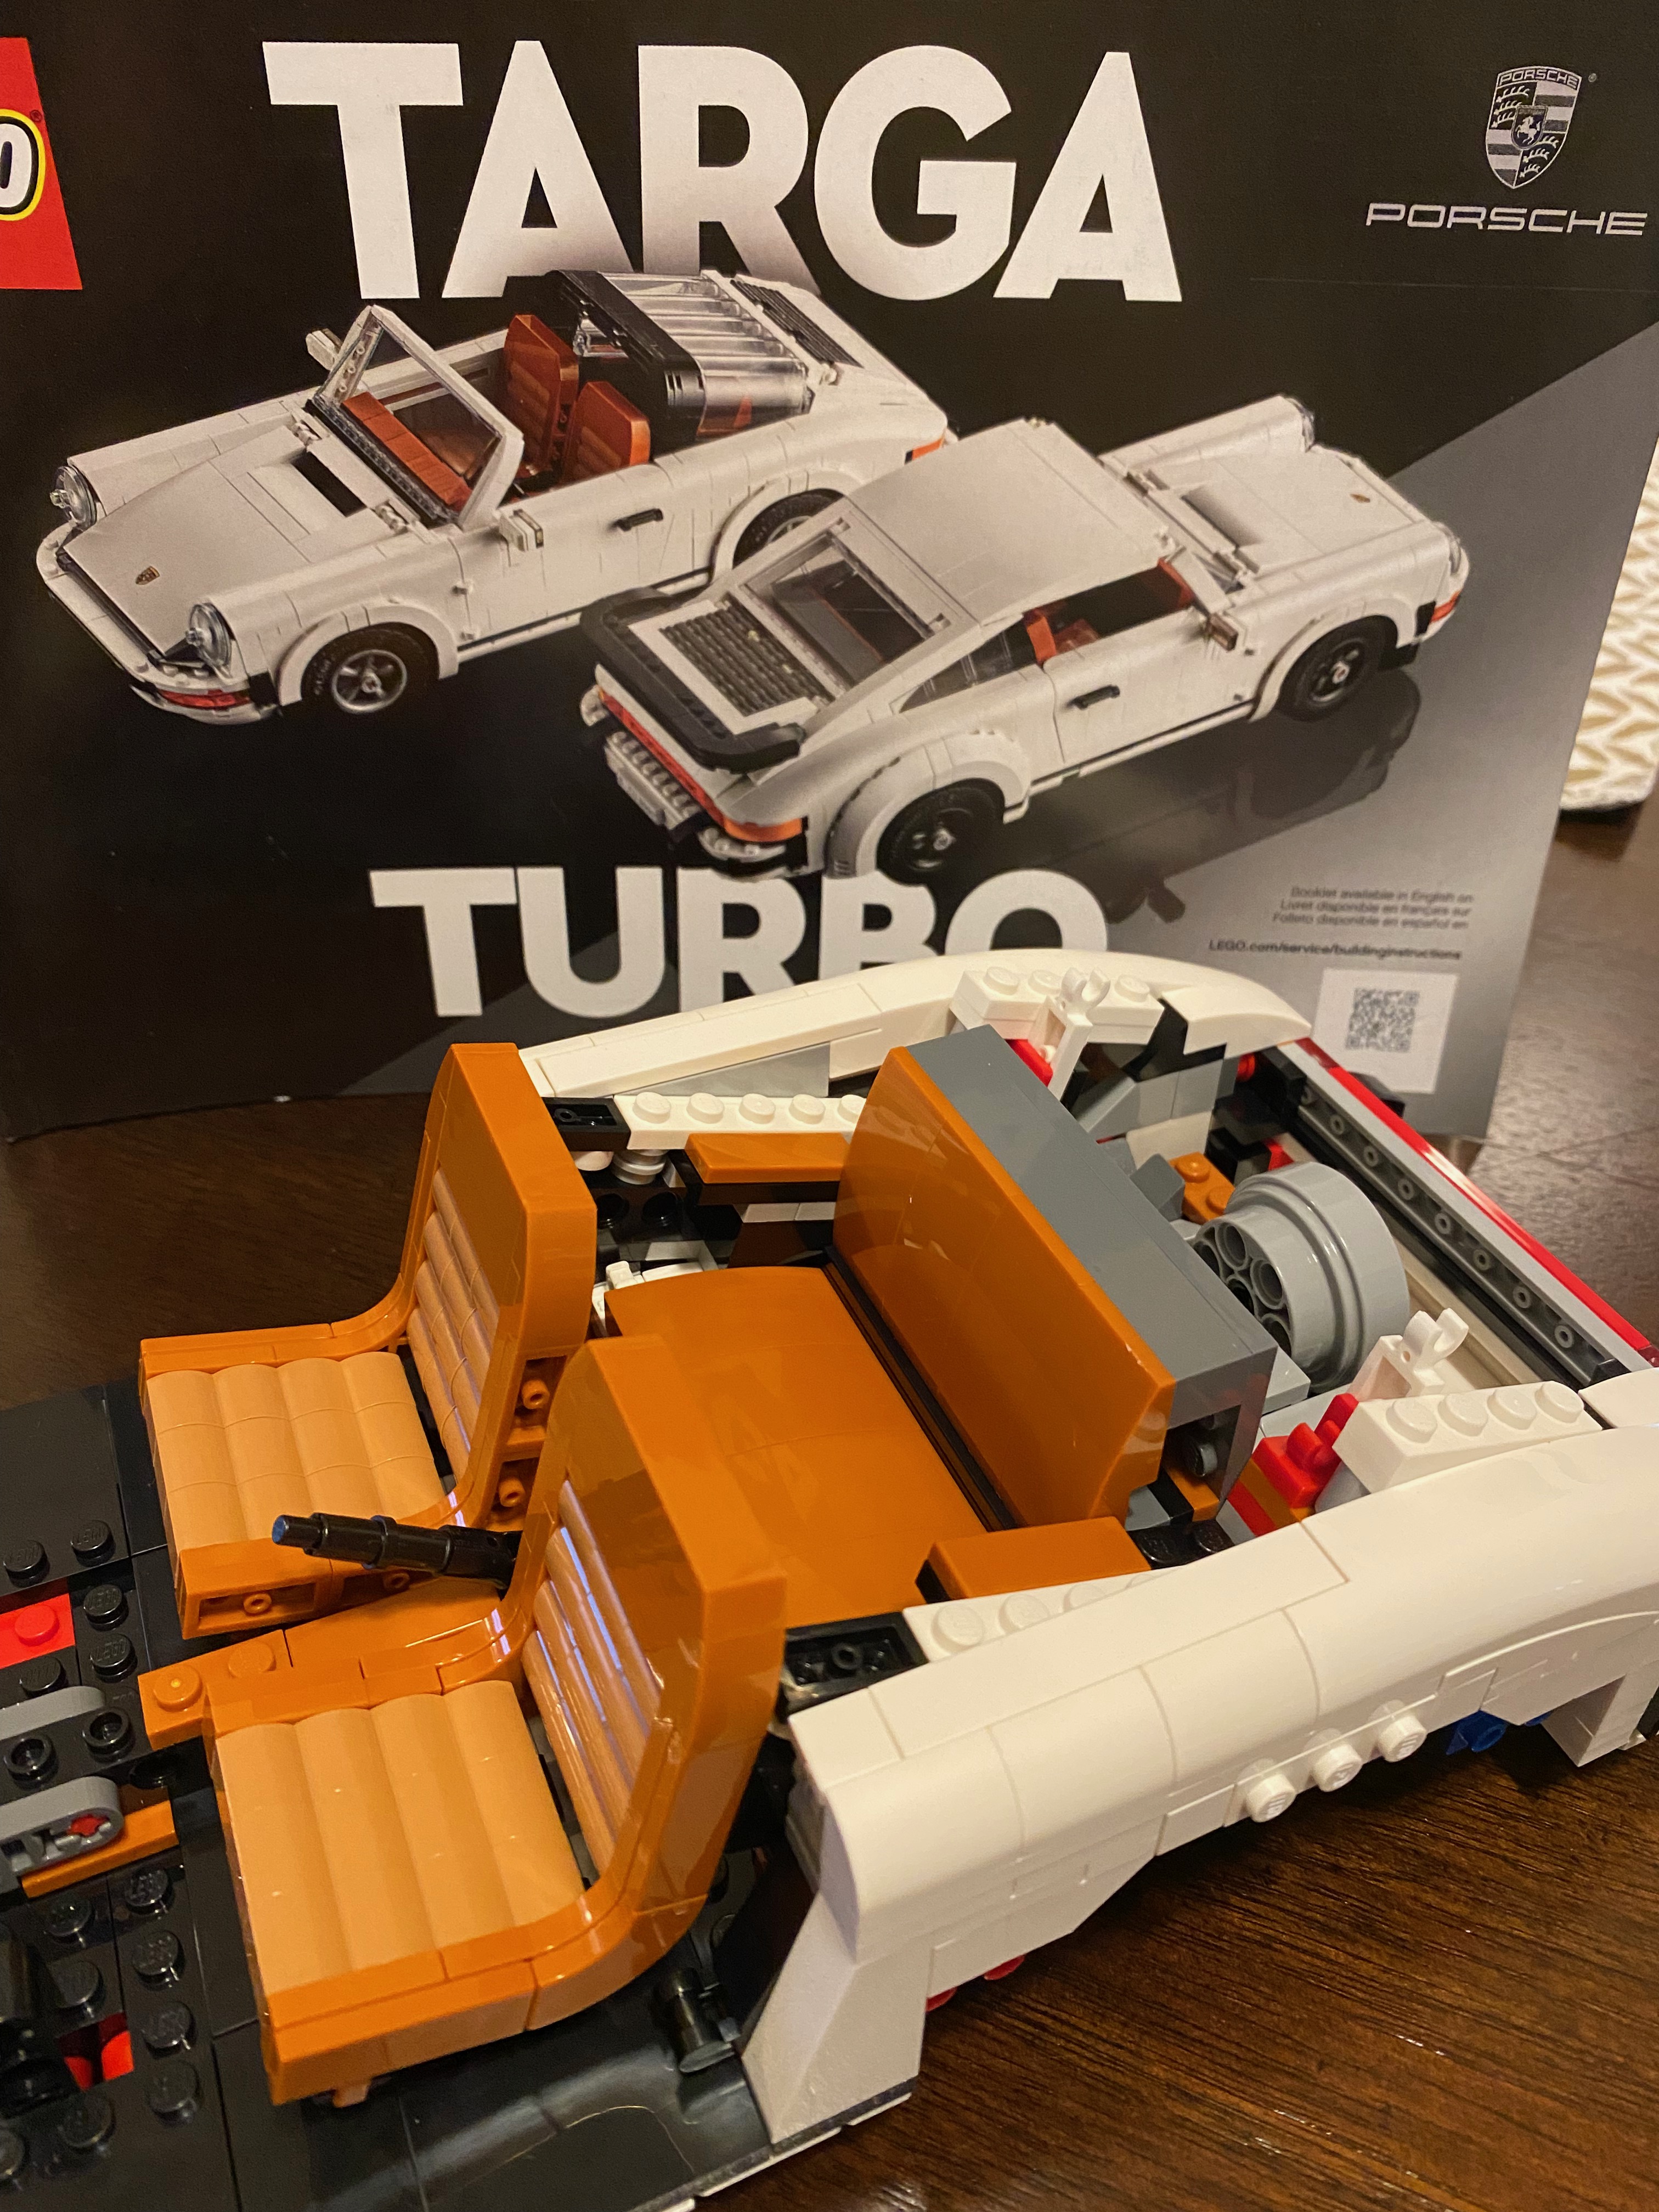 TARGA
PORSCHE
PORSCHE
TURBO
Booklet available in English on
Livret disponible en français sur
Folleto disponible en español en
LEGO.com/service/buildinginstructions